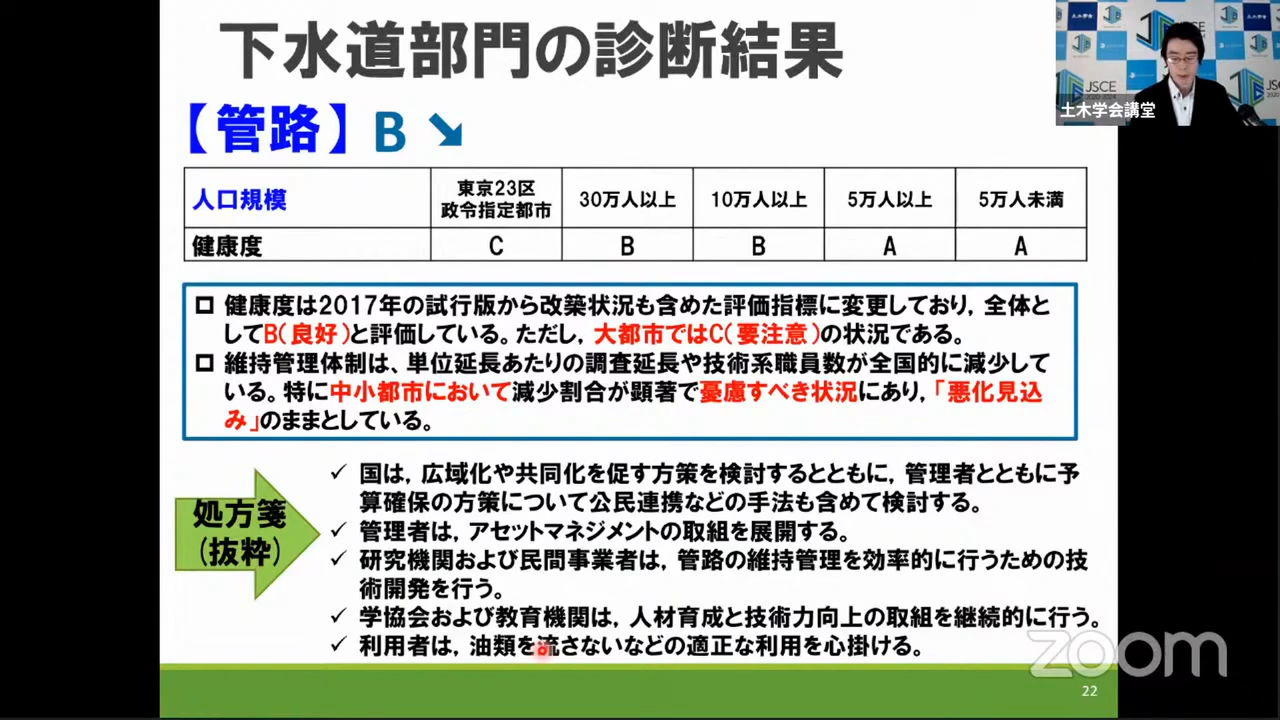 下水道部門の診断結果
【管路】B
人口規模 東京23区 政令指定都市 30万人以上 10万人以上 5万人以上 5万人未満
健康度 C B B A A
健康度は2017年の試行版から改築状況も含めた評価指標に変更しており,全体と
してB(良好)と評価している。ただし,大都市ではC(要注意)の状況である。
維持管理体制は、単位延長あたりの調査延長や技術系職員数が全国的に減少して
いる。特に中小都市において減少割合が顕著で憂慮すべき状況にあり,「悪化見込
み」のままとしている。
処方箋
(抜粋)
✓ 国は,広域化や共同化を促す方策を検討するとともに,管理者とともに予
算確保の方策について公民連携などの手法も含めて検討する。
✓ 管理者は,アセットマネジメントの取組を展開する。
✓ 研究機関および民間事業者は,管路の維持管理を効率的に行うための技
術開発を行う。
✓ 学協会および教育機関は,人材育成と技術力向上の取組を継続的に行う。
✓ 利用者は,油類を流さないなどの適正な利用を心掛ける。
22
zoom
JSCE
土木学会講堂